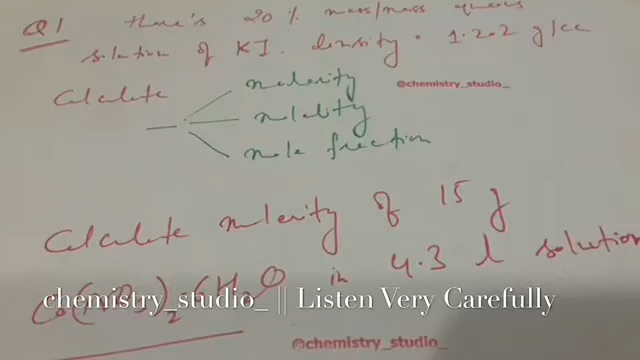 Q1 there's 20 % mass/mass queous
solution of KI. density = 1.202 g/cc
Calculate
molarity
@chemistry_studio_
molality
mole fraction
Calculate molarity of 15 g
in 4.3 l solution
chemistry_studio_ || Listen Very Carefully
@chemistry_studio_